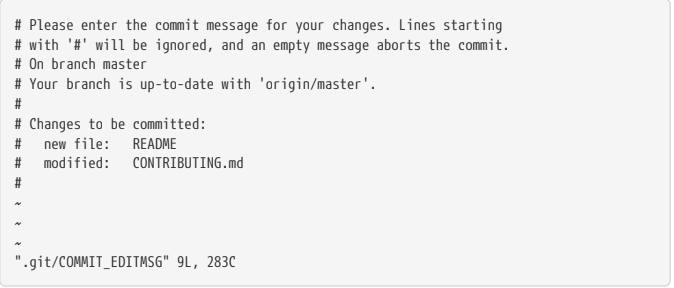 # Please enter the commit message for your changes. Lines starting
# with '#' will be ignored, and an empty message aborts the commit.
# On branch master
# Your branch is up-to-date with 'origin/master'.
#
# Changes to be committed:
#	new file:   README
#	modified:   CONTRIBUTING.md
#
~
~
~
".git/COMMIT_EDITMSG" 9L, 283C